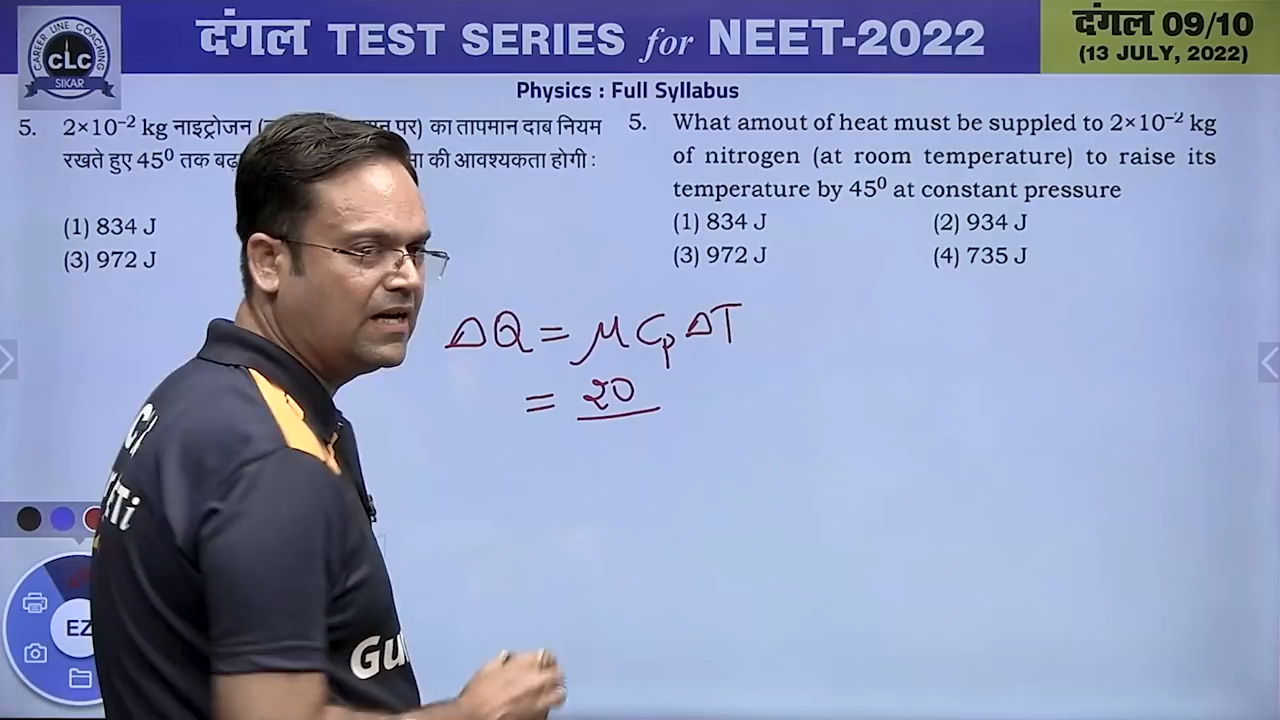 दंगल TEST SERIES for NEET-2022
दंगल 09/10
(13 JULY, 2022)
CAREER LINE COACHING
CLC
SIKAR
Physics : Full Syllabus
5. 2×10⁻² kg नाइट्रोजन पर) का तापमान दाब नियम
रखते हुए 45⁰ तक की आवश्यकता होगी :
(1) 834 J
(3) 972 J
5. What amout of heat must be suppled to 2×10⁻² kg
of nitrogen (at room temperature) to raise its
temperature by 45⁰ at constant pressure
(1) 834 J (2) 934 J
(3) 972 J (4) 735 J
ΔQ = μ Cₚ ΔT
= 20
EZ